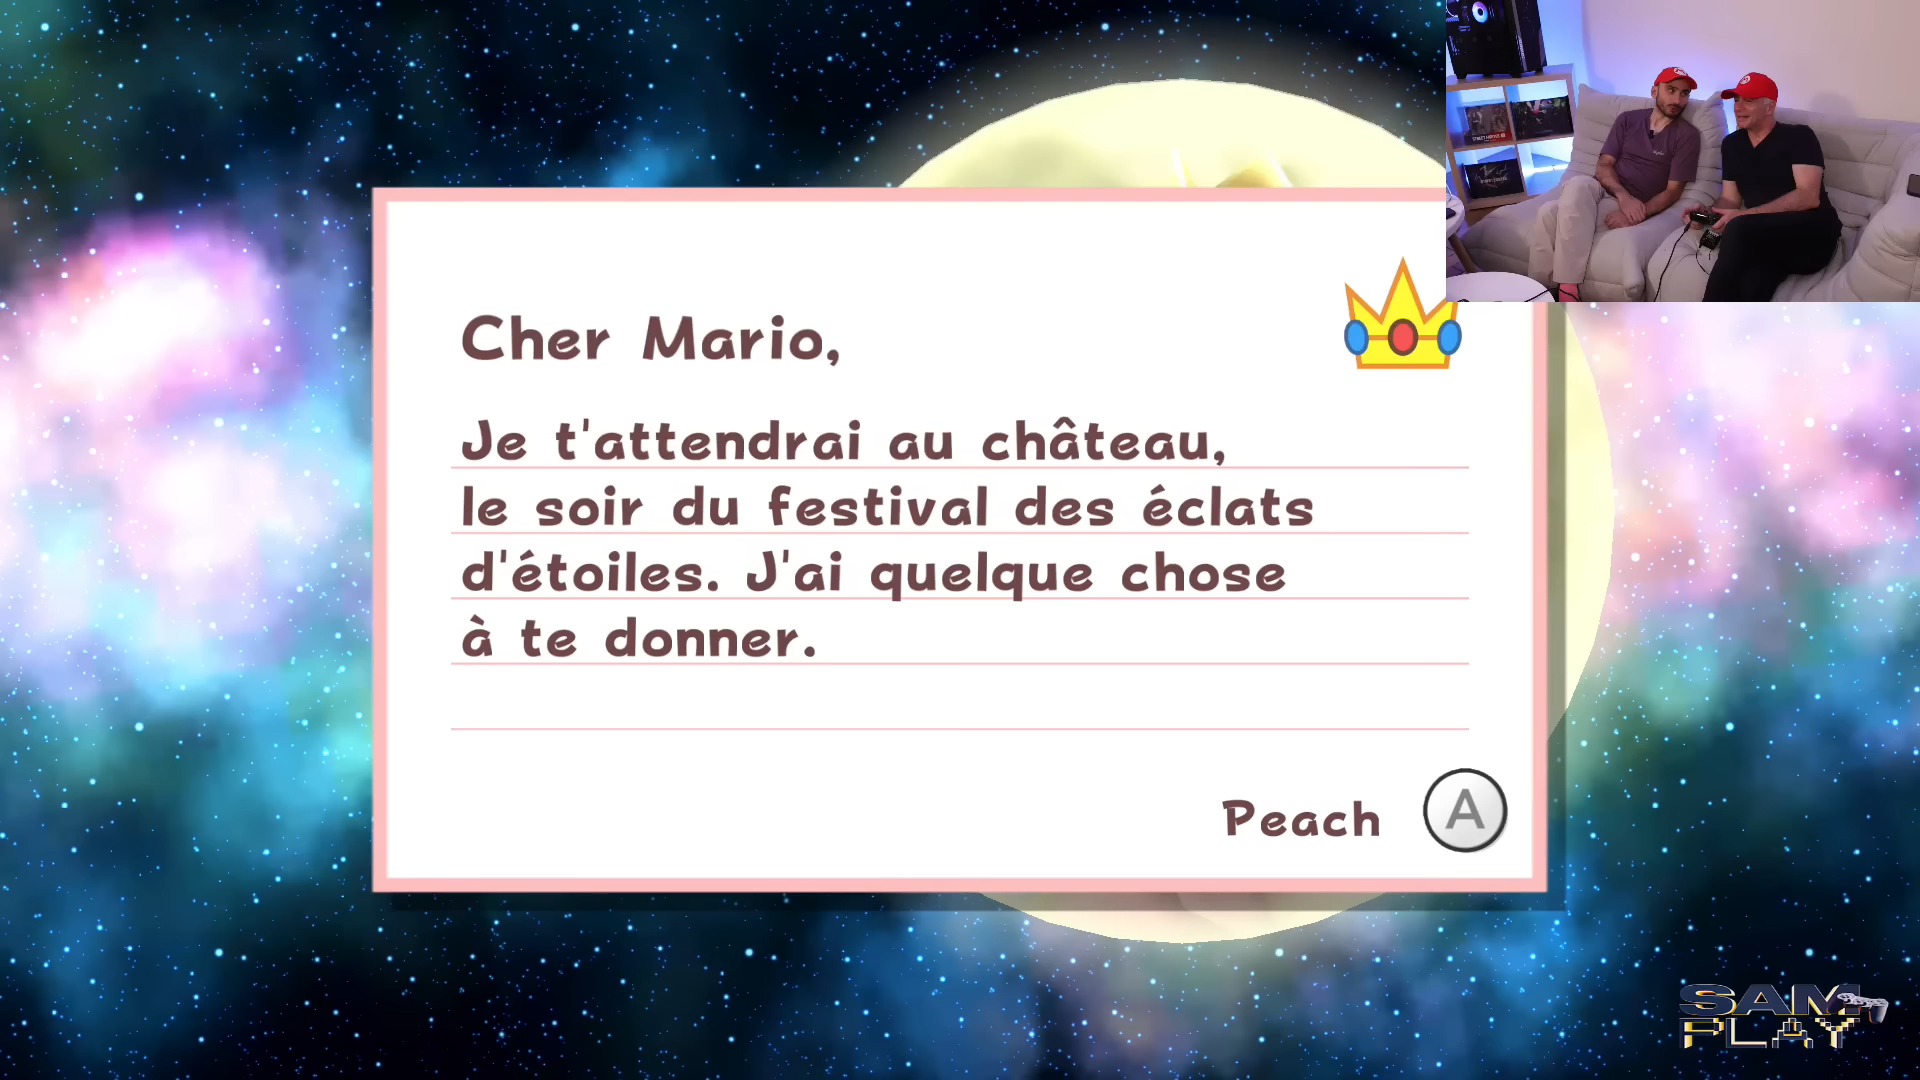 Cher Mario,
Je t'attendrai au château,
le soir du festival des éclats
d'étoiles. J'ai quelque chose
à te donner.
Peach
A
SAM
PLAY